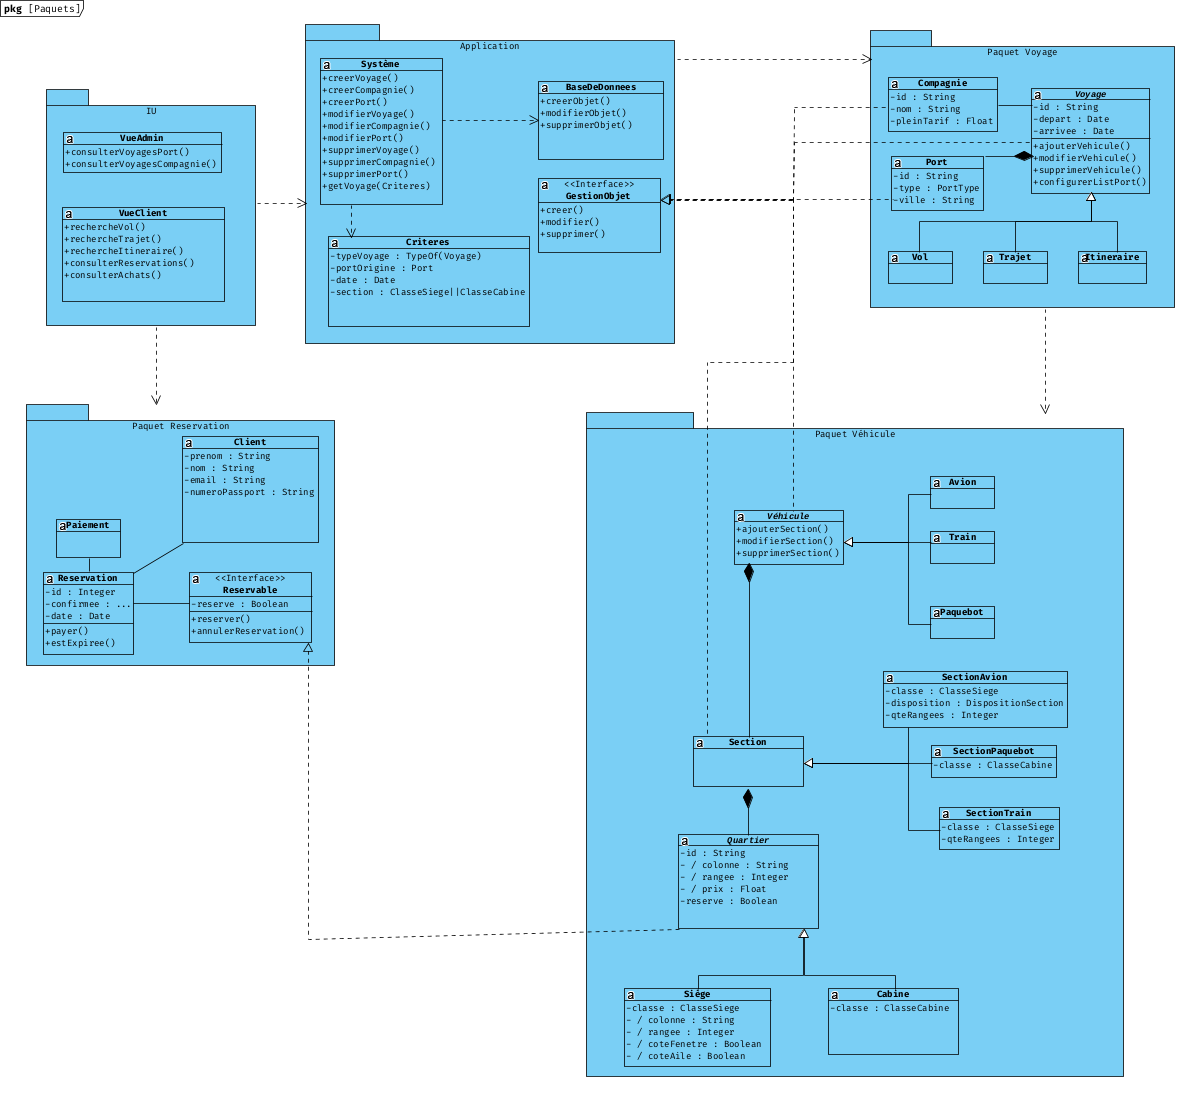 pkg [Paquets]
IU
VueAdmin
+consulterVoyagesPort()
+consulterVoyagesCompagnie()
VueClient
+rechercheVol()
+rechercheTrajet()
+rechercheItineraire()
+consulterReservations()
+consulterAchats()
Application
Système
+creerVoyage()
+creerCompagnie()
+creerPort()
+modifierVoyage()
+modifierCompagnie()
+modifierPort()
+supprimerVoyage()
+supprimerCompagnie()
+supprimerPort()
+getVoyage(Criteres)
BaseDeDonnees
+creerObjet()
+modifierObjet()
+supprimerObjet()
<<Interface>>
GestionObjet
+creer()
+modifier()
+supprimer()
Criteres
-typeVoyage : TypeOf(Voyage)
-portOrigine : Port
-date : Date
-section : ClasseSiege||ClasseCabine
Paquet Voyage
Compagnie
-id : String
-nom : String
-pleinTarif : Float
Voyage
-id : String
-depart : Date
-arrivee : Date
+ajouterVehicule()
+modifierVehicule()
+supprimerVehicule()
+configurerListPort()
Port
-id : String
-type : PortType
-ville : String
Vol
Trajet
Itineraire
Paquet Reservation
Client
-prenom : String
-nom : String
-email : String
-numeroPassport : String
Paiement
Reservation
-id : Integer
-confirmee : ...
-date : Date
+payer()
+estExpiree()
<<Interface>>
Reservable
-reserve : Boolean
+reserver()
+annulerReservation()
Paquet Véhicule
Véhicule
+ajouterSection()
+modifierSection()
+supprimerSection()
Avion
Train
Paquebot
SectionAvion
-classe : ClasseSiege
-disposition : DispositionSection
-qteRangees : Integer
Section
SectionPaquebot
-classe : ClasseCabine
SectionTrain
-classe : ClasseSiege
-qteRangees : Integer
Quartier
-id : String
- / colonne : String
- / rangee : Integer
- / prix : Float
-reserve : Boolean
Siège
-classe : ClasseSiege
- / colonne : String
- / rangee : Integer
- / coteFenetre : Boolean
- / coteAile : Boolean
Cabine
-classe : ClasseCabine